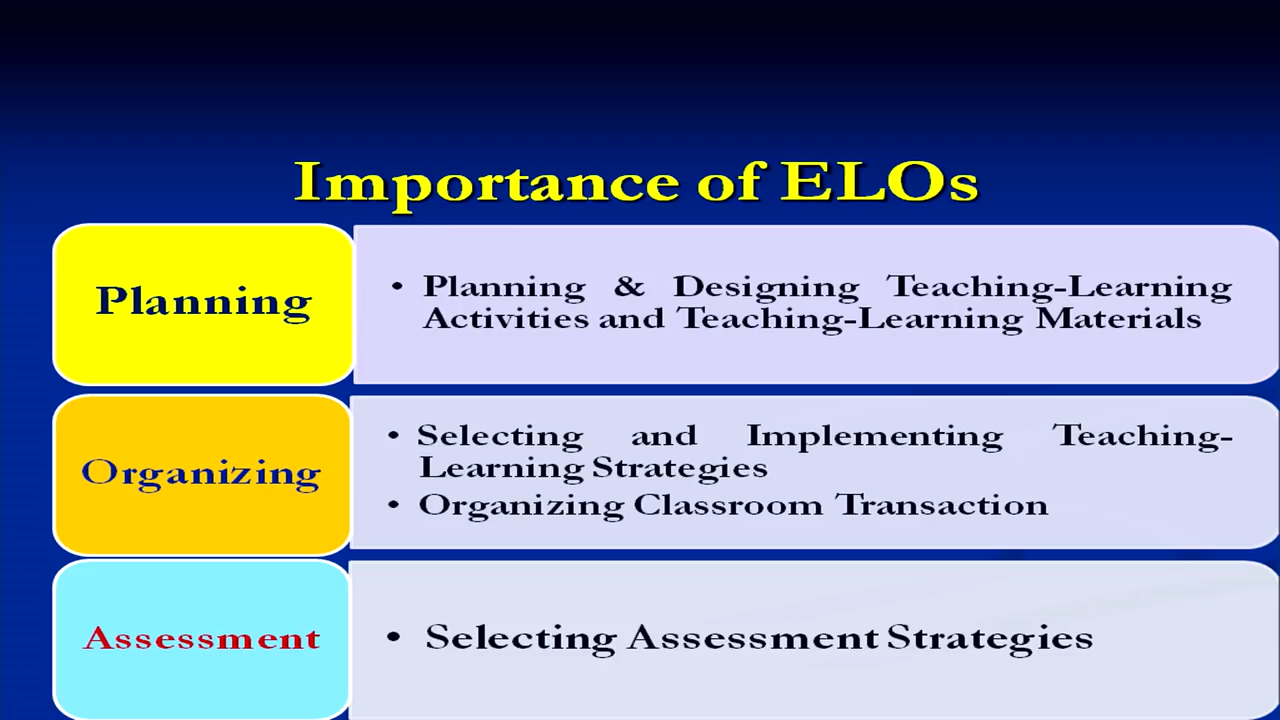 Importance of ELOs
Planning
• Planning & Designing Teaching-Learning
Activities and Teaching-Learning Materials
Organizing
• Selecting and Implementing Teaching-
Learning Strategies
• Organizing Classroom Transaction
Assessment
• Selecting Assessment Strategies